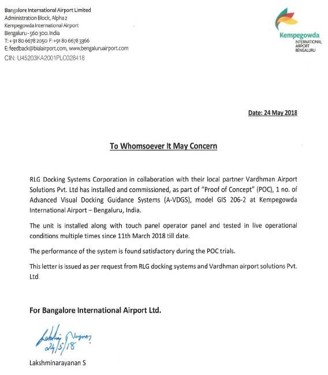 Bangalore International Airport Limited
Administration Block, Alpha 2
Kempegowda International Airport
Bengaluru - 560 300. India
T: + 91 80 6678 2050 F: +91 80 6678 3366
E: feedback@bialairport.com, www.bengaluruairport.com
CIN: U45203KA2001PLC028418
Kempegowda
INTERNATIONAL
AIRPORT
BENGALURU
Date: 24 May 2018
To Whomsoever It May Concern
RLG Docking Systems Corporation in collaboration with their local partner Vardhman Airport
Solutions Pvt. Ltd has installed and commissioned, as part of "Proof of Concept" (POC), 1 no. of
Advanced Visual Docking Guidance Systems (A-VDGS), model GIS 206-2 at Kempegowda
International Airport – Bengaluru, India.
The unit is installed along with touch panel operator panel and tested in live operational
conditions multiple times since 11th March 2018 till date.
The performance of the system is found satisfactory during the POC trials.
This letter is issued as per request from RLG docking systems and Vardhman airport solutions Pvt.
Ltd
For Bangalore International Airport Ltd.
24/5/18
Lakshminarayanan S